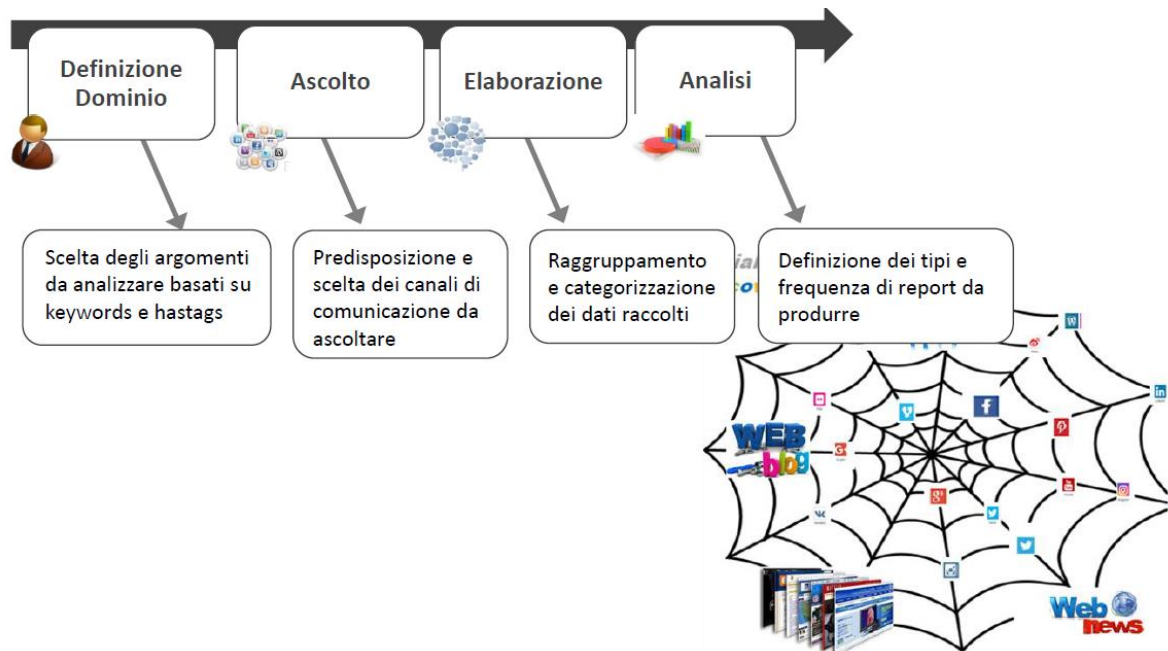 Definizione
Dominio
Ascolto
Elaborazione
Analisi
Scelta degli argomenti
da analizzare basati su
keywords e hastags
Predisposizione e
scelta dei canali di
comunicazione da
ascoltare
Raggruppamento
e categorizzazione
dei dati raccolti
Definizione dei tipi e
frequenza di report da
produrre
WEB
blog
Web
news